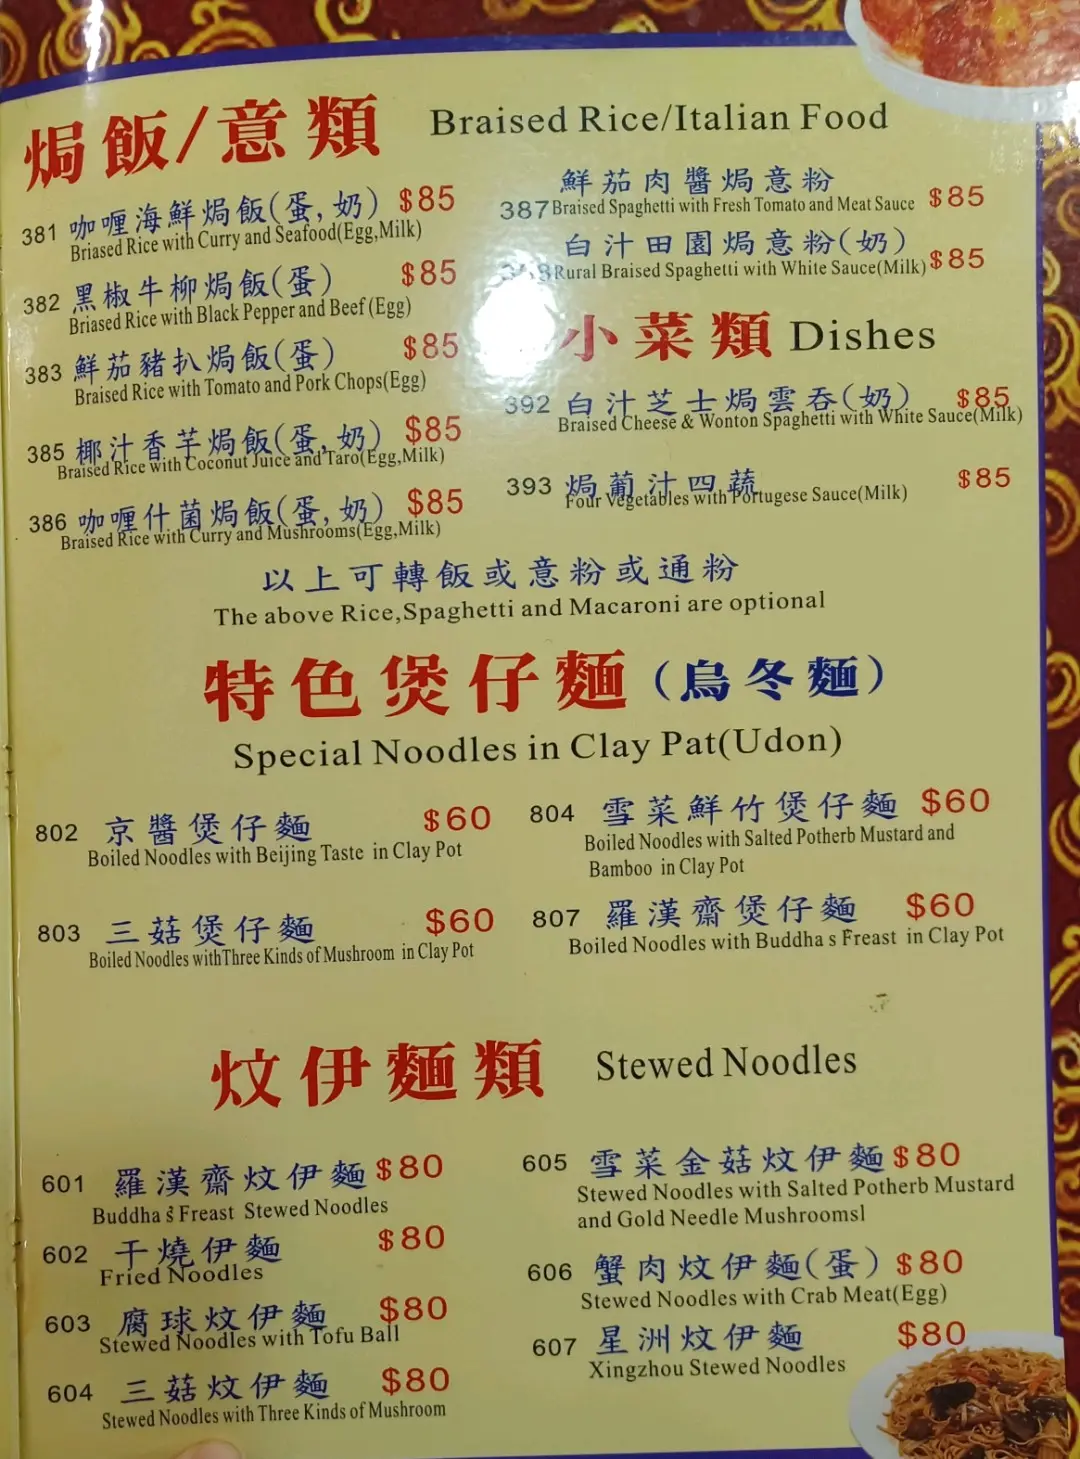 焗飯/意類 Braised Rice/Italian Food
381 咖喱海鮮焗飯(蛋,奶) $85
Briased Rice with Curry and Seafood(Egg,Milk)
382 黑椒牛柳焗飯(蛋) $85
Briased Rice with Black Pepper and Beef (Egg)
383 鮮茄豬扒焗飯(蛋) $85
Braised Rice with Tomato and Pork Chops(Egg)
385 椰汁香芋焗飯(蛋,奶) $85
Braised Rice with Coconut Juice and Taro(Egg,Milk)
386 咖喱什菌焗飯(蛋,奶) $85
Braised Rice with Curry and Mushrooms(Egg,Milk)
鮮茄肉醬焗意粉 $85
387 Braised Spaghetti with Fresh Tomato and Meat Sauce
白汁田園焗意粉(奶) $85
Rural Braised Spaghetti with White Sauce(Milk)
小菜類 Dishes
392 白汁芝士焗雲吞(奶) $85
Braised Cheese & Wonton Spaghetti with White Sauce(Milk)
393 焗葡汁四蔬 $85
Four Vegetables with Portugese Sauce(Milk)
以上可轉飯或意粉或通粉
The above Rice,Spaghetti and Macaroni are optional
特色煲仔麵(烏冬麵)
Special Noodles in Clay Pat(Udon)
802 京醬煲仔麵 $60
Boiled Noodles with Beijing Taste in Clay Pot
803 三菇煲仔麵 $60
Boiled Noodles withThree Kinds of Mushroom in Clay Pot
804 雪菜鮮竹煲仔麵 $60
Boiled Noodles with Salted Potherb Mustard and
Bamboo in Clay Pot
807 羅漢齋煲仔麵 $60
Boiled Noodles with Buddha s Freast in Clay Pot
炆伊麵類 Stewed Noodles
601 羅漢齋炆伊麵 $80
Buddha's Freast Stewed Noodles
602 干燒伊麵 $80
Fried Noodles
603 腐球炆伊麵 $80
Stewed Noodles with Tofu Ball
604 三菇炆伊麵 $80
Stewed Noodles with Three Kinds of Mushroom
605 雪菜金菇炆伊麵 $80
Stewed Noodles with Salted Potherb Mustard
and Gold Needle Mushroomsl
606 蟹肉炆伊麵(蛋) $80
Stewed Noodles with Crab Meat(Egg)
607 星洲炆伊麵 $80
Xingzhou Stewed Noodles